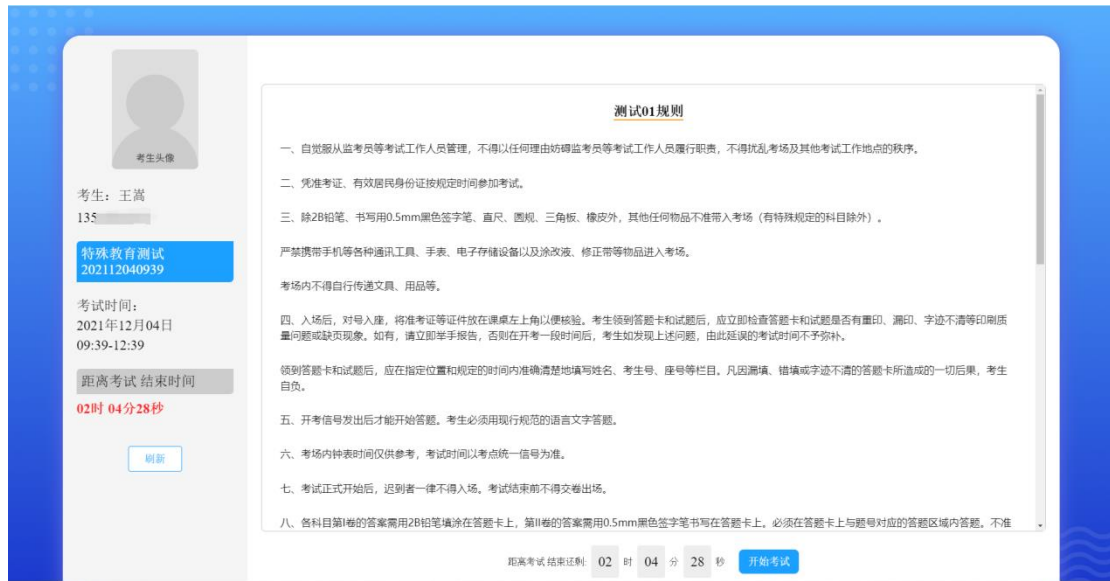 考生头像
考生：王嵩
135
特殊教育测试
202112040939
考试时间：
2021年12月04日
09:39-12:39
距离考试 结束时间
02时 04分28秒
刷新
测试01规则
一、自觉服从监考员等考试工作人员管理，不得以任何理由妨碍监考员等考试工作人员履行职责，不得扰乱考场及其他考试工作地点的秩序。
二、凭准考证、有效居民身份证按规定时间参加考试。
三、除2B铅笔、书写用0.5mm黑色签字笔、直尺、圆规、三角板、橡皮外，其他任何物品不准带入考场（有特殊规定的科目除外）。
严禁携带手机等各种通讯工具、手表、电子存储设备以及涂改液、修正带等物品进入考场。
考场内不得自行传递文具、用品等。
四、入场后，对号入座，将准考证等证件放在课桌左上角以便核验。考生领到答题卡和试题后，应立即检查答题卡和试题是否有重印、漏印、字迹不清等印刷质
量问题或缺页现象。如有，请立即举手报告，否则在开考一段时间后，考生如发现上述问题，由此延误的考试时间不予弥补。
领到答题卡和试题后，应在指定位置和规定的时间内准确清楚地填写姓名、考生号、座号等栏目。凡因漏填、错填或字迹不清的答题卡所造成的一切后果，考生
自负。
五、开考信号发出后才能开始答题。考生必须用现行规范的语言文字答题。
六、考场内钟表时间仅供参考，考试时间以考点统一信号为准。
七、考试正式开始后，迟到者一律不得入场。考试结束前不得交卷出场。
八、各科目第I卷的答案需用2B铅笔填涂在答题卡上，第II卷的答案需用0.5mm黑色签字笔书写在答题卡上。必须在答题卡上与题号对应的答题区域内答题。不准
距离考试 结束还剩: 02 时 04 分 28 秒 开始考试